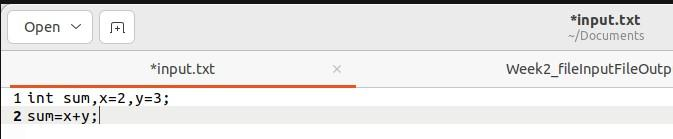 Open
*input.txt
~/Documents
*input.txt ×
Week2_fileInputFileOutp
1 int sum,x=2,y=3;
2 sum=x+y;